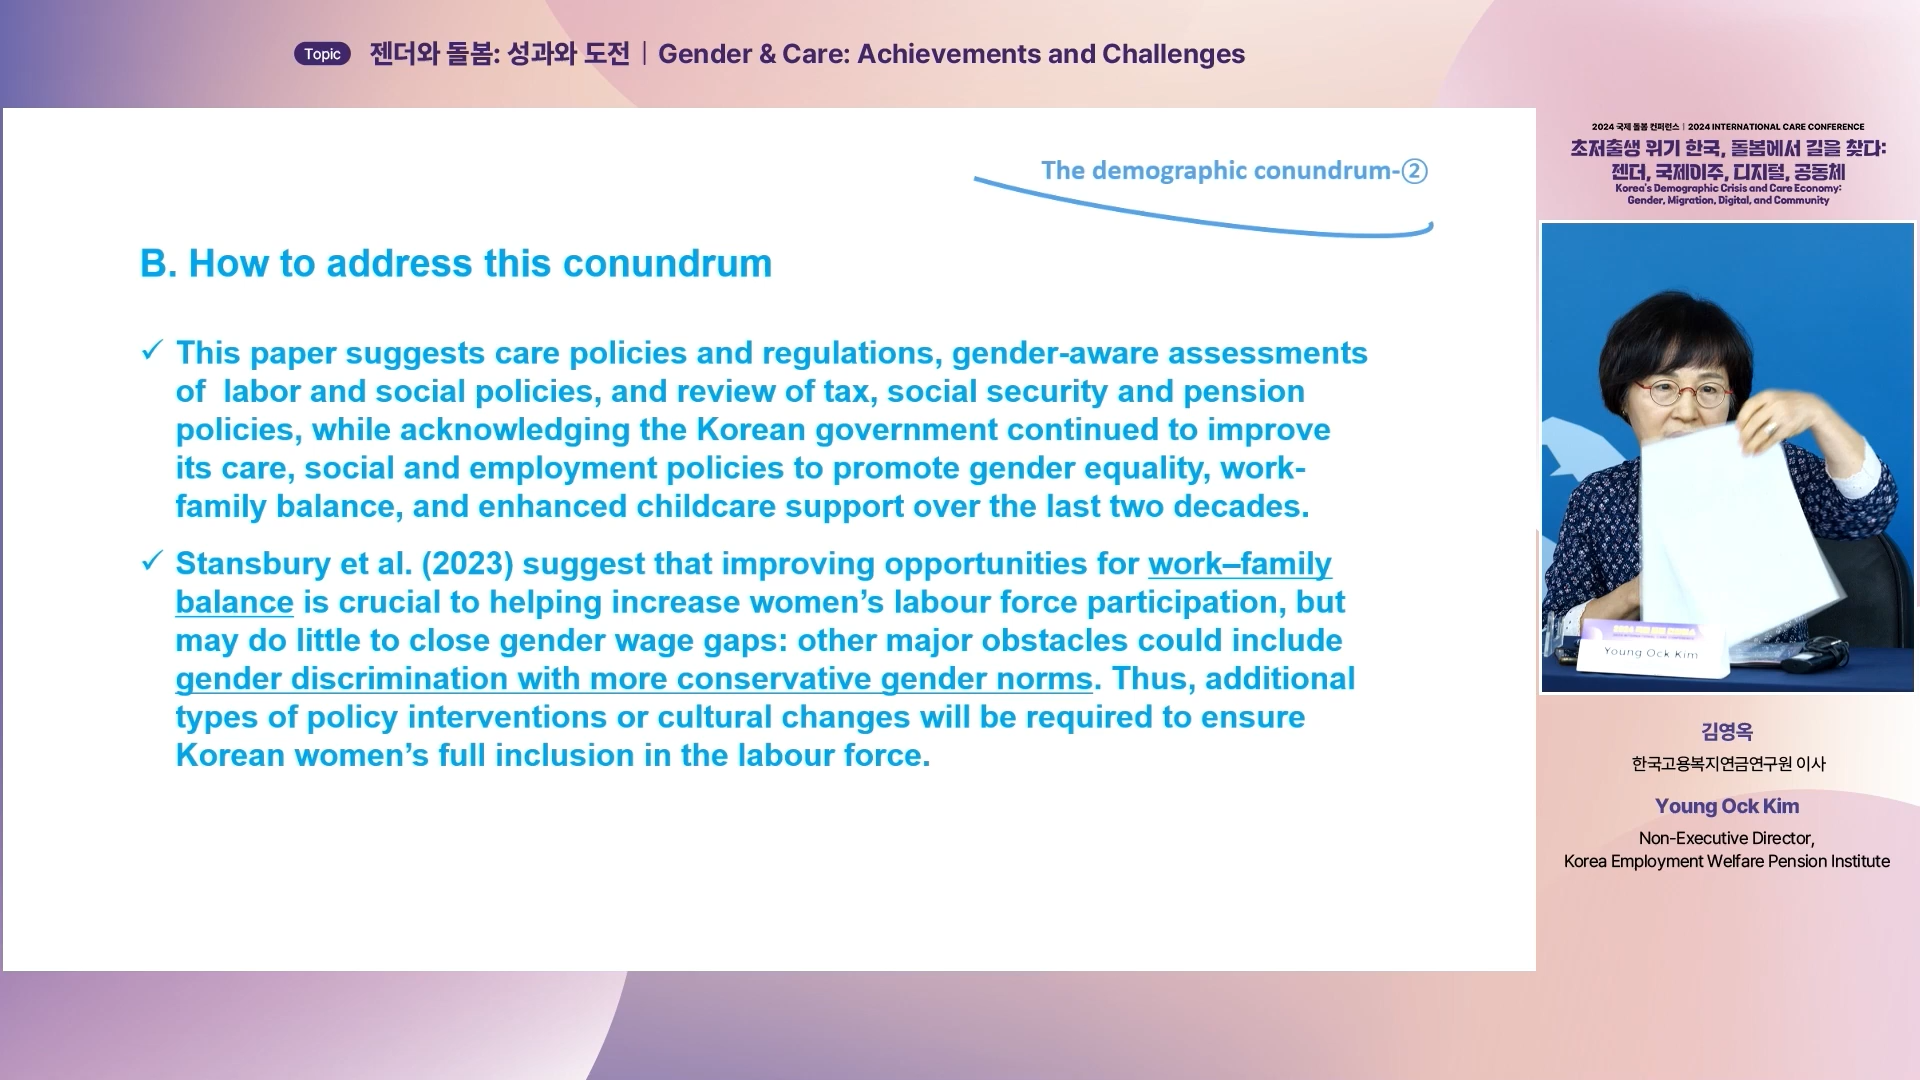 Topic 젠더와 돌봄: 성과와 도전 | Gender & Care: Achievements and Challenges
The demographic conundrum-②
B. How to address this conundrum
✓ This paper suggests care policies and regulations, gender-aware assessments
of labor and social policies, and review of tax, social security and pension
policies, while acknowledging the Korean government continued to improve
its care, social and employment policies to promote gender equality, work-
family balance, and enhanced childcare support over the last two decades.
✓ Stansbury et al. (2023) suggest that improving opportunities for work–family
balance is crucial to helping increase women’s labour force participation, but
may do little to close gender wage gaps: other major obstacles could include
gender discrimination with more conservative gender norms. Thus, additional
types of policy interventions or cultural changes will be required to ensure
Korean women’s full inclusion in the labour force.
2024 국제 돌봄 컨퍼런스 | 2024 INTERNATIONAL CARE CONFERENCE
초저출생 위기 한국, 돌봄에서 길을 찾다:
젠더, 국제이주, 디지털, 공동체
Korea's Demographic Crisis and Care Economy:
Gender, Migration, Digital, and Community
Young Ock Kim
김영옥
한국고용복지연금연구원 이사
Young Ock Kim
Non-Executive Director,
Korea Employment Welfare Pension Institute